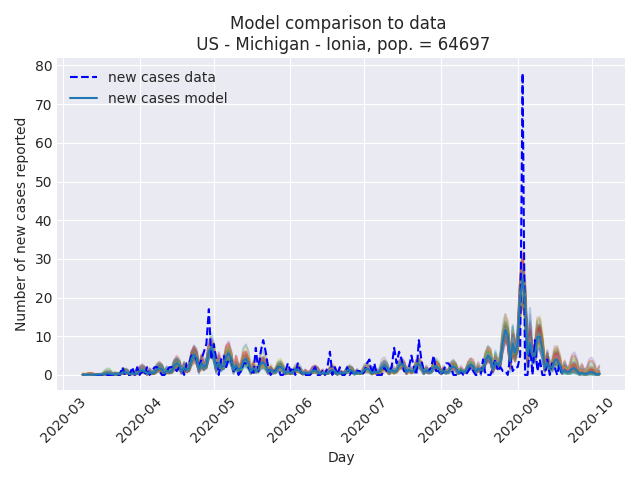 Model comparison to data
US - Michigan - Ionia, pop. = 64697
new cases data
new cases model
Number of new cases reported
80
70
60
50
40
30
20
10
0
2020-03
2020-04
2020-05
2020-06
2020-07
2020-08
2020-09
2020-10
Day